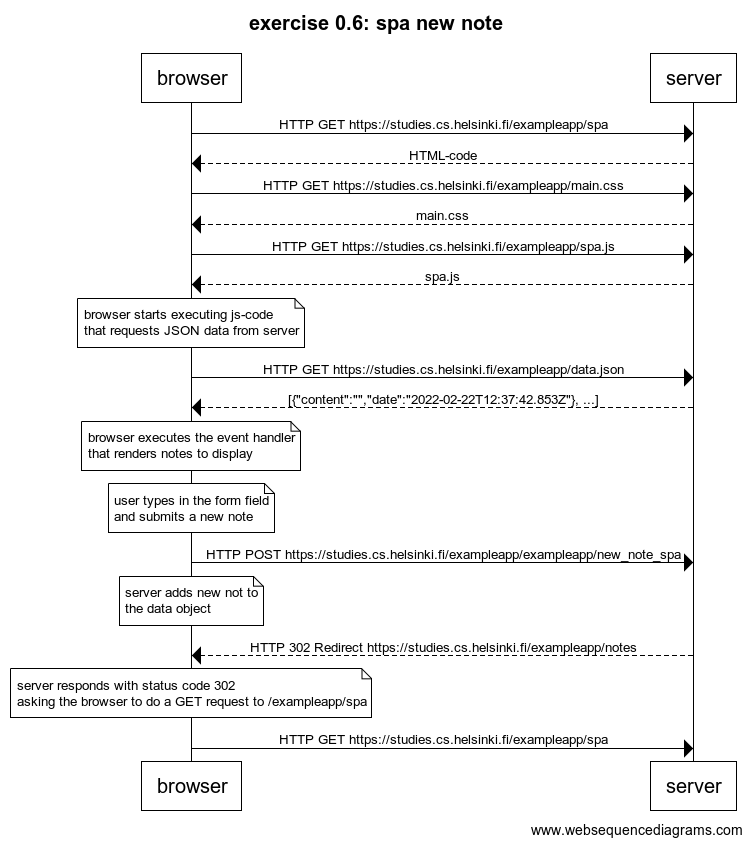 exercise 0.6: spa new note
browser
server
HTTP GET https://studies.cs.helsinki.fi/exampleapp/spa
HTML-code
HTTP GET https://studies.cs.helsinki.fi/exampleapp/main.css
main.css
HTTP GET https://studies.cs.helsinki.fi/exampleapp/spa.js
spa.js
browser starts executing js-code
that requests JSON data from server
HTTP GET https://studies.cs.helsinki.fi/exampleapp/data.json
[{"content":"","date":"2022-02-22T12:37:42.853Z"}, ...]
browser executes the event handler
that renders notes to display
user types in the form field
and submits a new note
HTTP POST https://studies.cs.helsinki.fi/exampleapp/exampleapp/new_note_spa
server adds new not to
the data object
HTTP 302 Redirect https://studies.cs.helsinki.fi/exampleapp/notes
server responds with status code 302
asking the browser to do a GET request to /exampleapp/spa
HTTP GET https://studies.cs.helsinki.fi/exampleapp/spa
browser
server
www.websequencediagrams.com